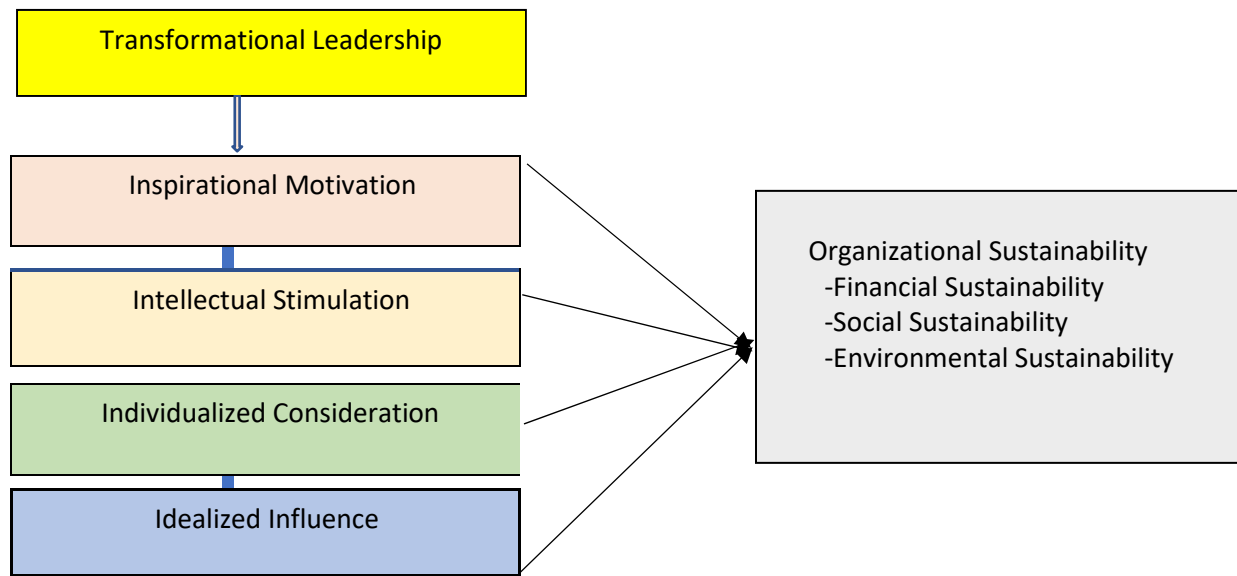 Transformational Leadership
Inspirational Motivation
Intellectual Stimulation
Individualized Consideration
Idealized Influence
Organizational Sustainability
-Financial Sustainability
-Social Sustainability
-Environmental Sustainability